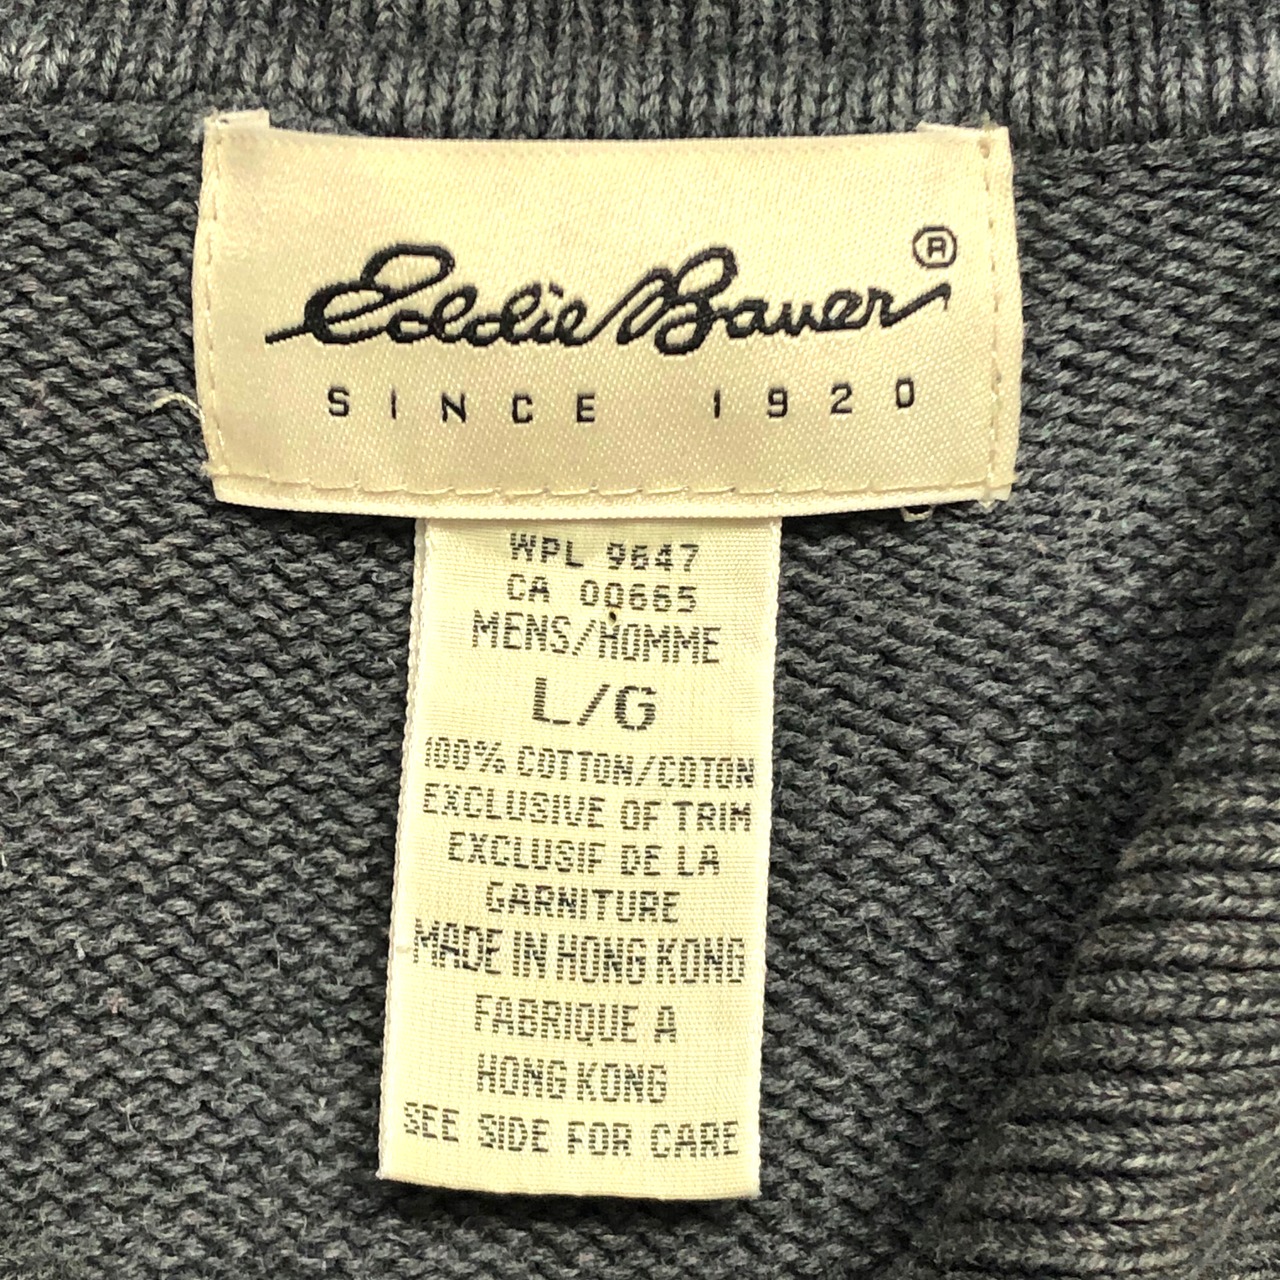 Eddie Bauer®
SINCE 1920
WPL 9647
CA 00665
MENS/HOMME
L/G
100% COTTON/COTON
EXCLUSIVE OF TRIM
EXCLUSIF DE LA
GARNITURE
MADE IN HONG KONG
FABRIQUE A
HONG KONG
SEE SIDE FOR CARE